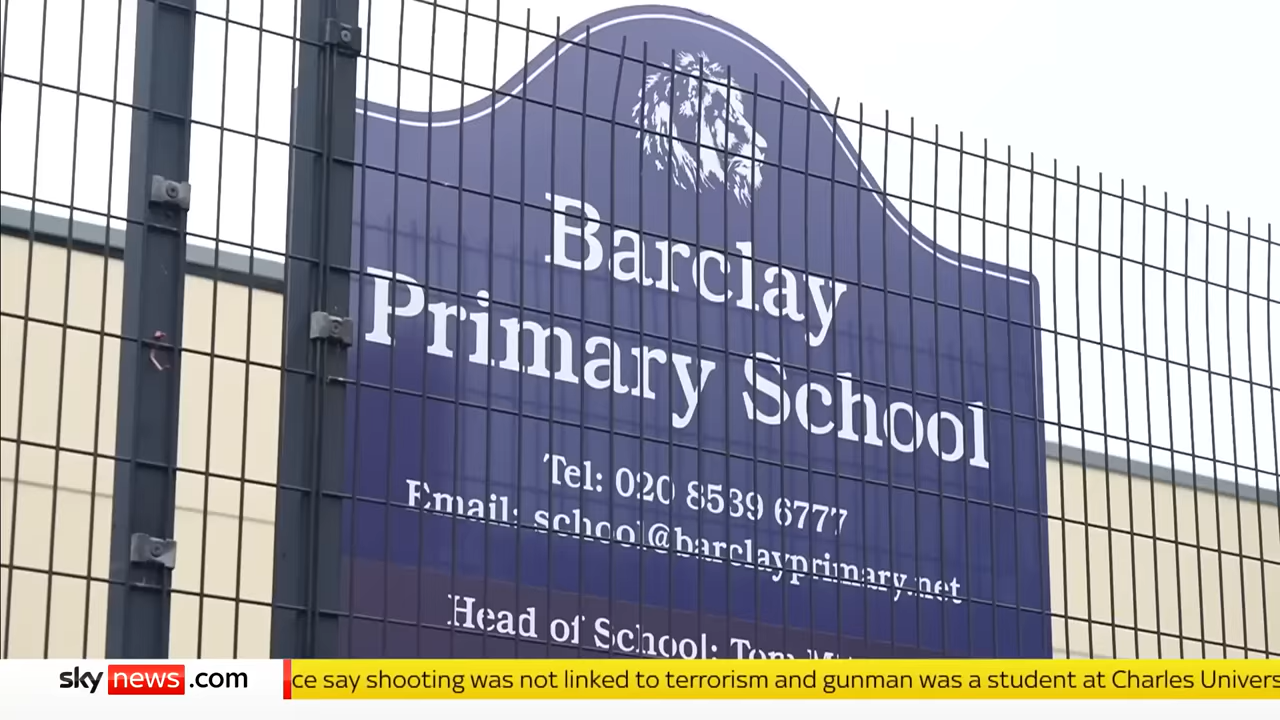 Barclay
Primary School
Tel: 020 8539 6777
Email: school@barclayprimary.net
Head of School: Tom
sky news.com
ce say shooting was not linked to terrorism and gunman was a student at Charles Univers